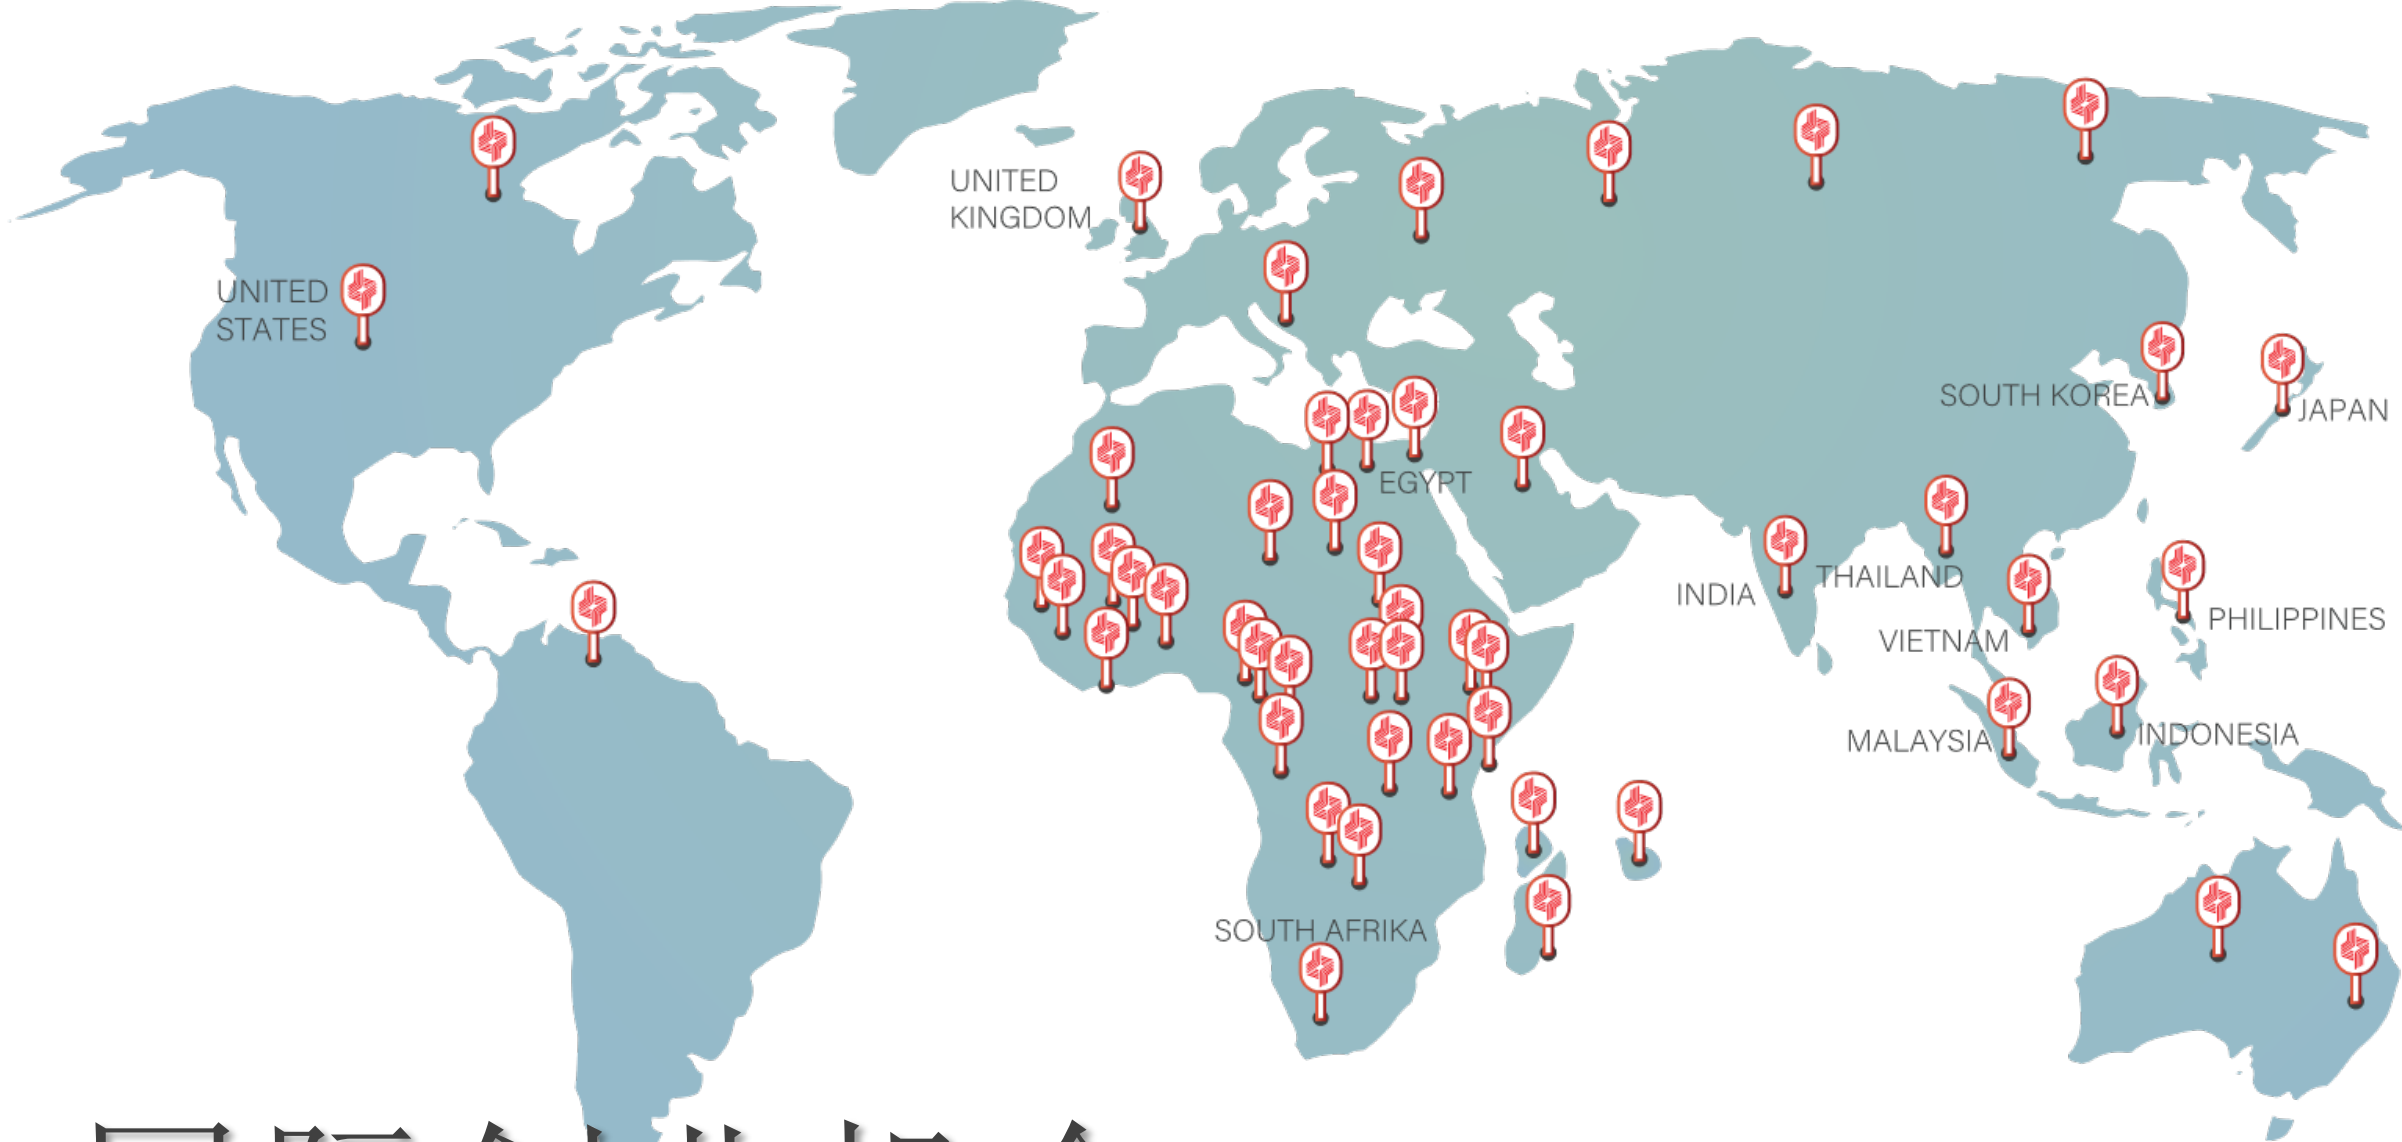 UNITED
KINGDOM
UNITED
STATES
SOUTH KOREA
JAPAN
EGYPT
INDIA
THAILAND
PHILIPPINES
VIETNAM
MALAYSIA
INDONESIA
SOUTH AFRIKA